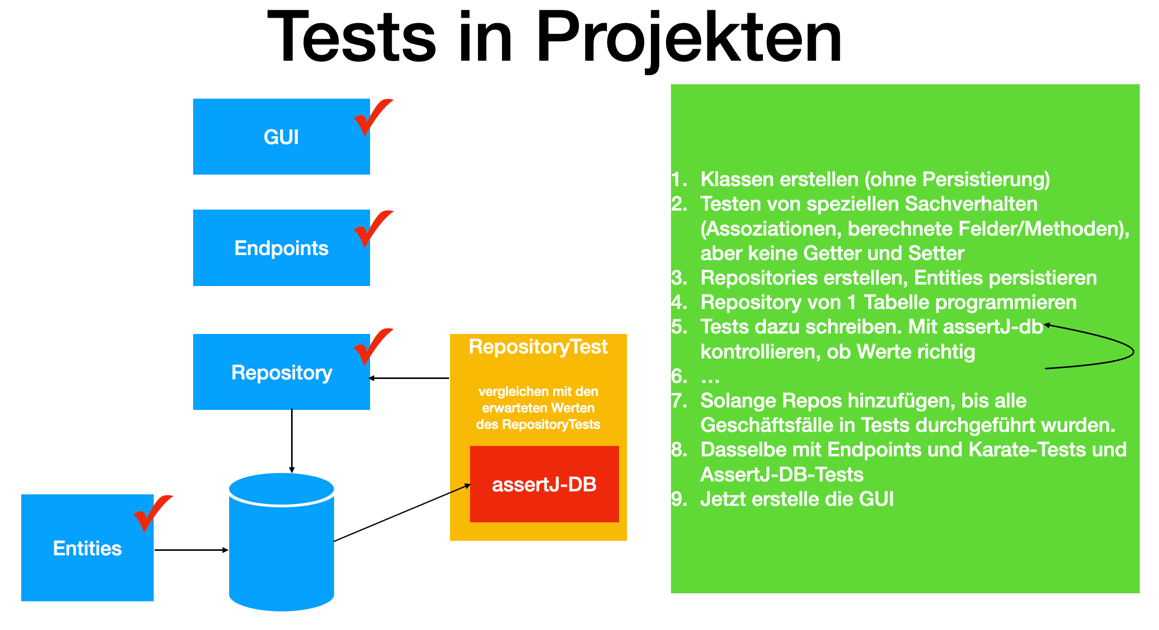 Tests in Projekten
GUI
Endpoints
Repository
Entities
RepositoryTest
vergleichen mit den
erwarteten Werten
des RepositoryTests
assertJ-DB
1. Klassen erstellen (ohne Persistierung)
2. Testen von speziellen Sachverhalten
(Assoziationen, berechnete Felder/Methoden),
aber keine Getter und Setter
3. Repositories erstellen, Entities persistieren
4. Repository von 1 Tabelle programmieren
5. Tests dazu schreiben. Mit assertJ-db
kontrollieren, ob Werte richtig
6. ...
7. Solange Repos hinzufügen, bis alle
Geschäftsfälle in Tests durchgeführt wurden.
8. Dasselbe mit Endpoints und Karate-Tests und
AssertJ-DB-Tests
9. Jetzt erstelle die GUI